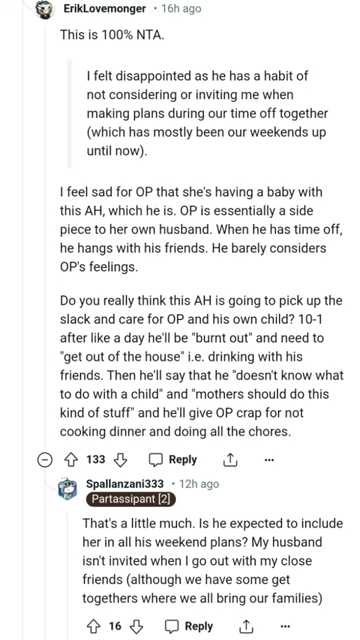 ErikLovemonger • 16h ago
This is 100% NTA.
I felt disappointed as he has a habit of
not considering or inviting me when
making plans during our time off together
(which has mostly been our weekends up
until now).
I feel sad for OP that she's having a baby with
this AH, which he is. OP is essentially a side
piece to her own husband. When he has time off,
he hangs with his friends. He barely considers
OP's feelings.
Do you really think this AH is going to pick up the
slack and care for OP and his own child? 10-1
after like a day he'll be "burnt out" and need to
"get out of the house" i.e. drinking with his
friends. Then he'll say that he "doesn't know what
to do with a child" and "mothers should do this
kind of stuff" and he'll give OP crap for not
cooking dinner and doing all the chores.
133 Reply
Spallanzani333 • 12h ago
Partassipant [2]
That's a little much. Is he expected to include
her in all his weekend plans? My husband
isn't invited when I go out with my close
friends (although we have some get
togethers where we all bring our families)
16 Reply